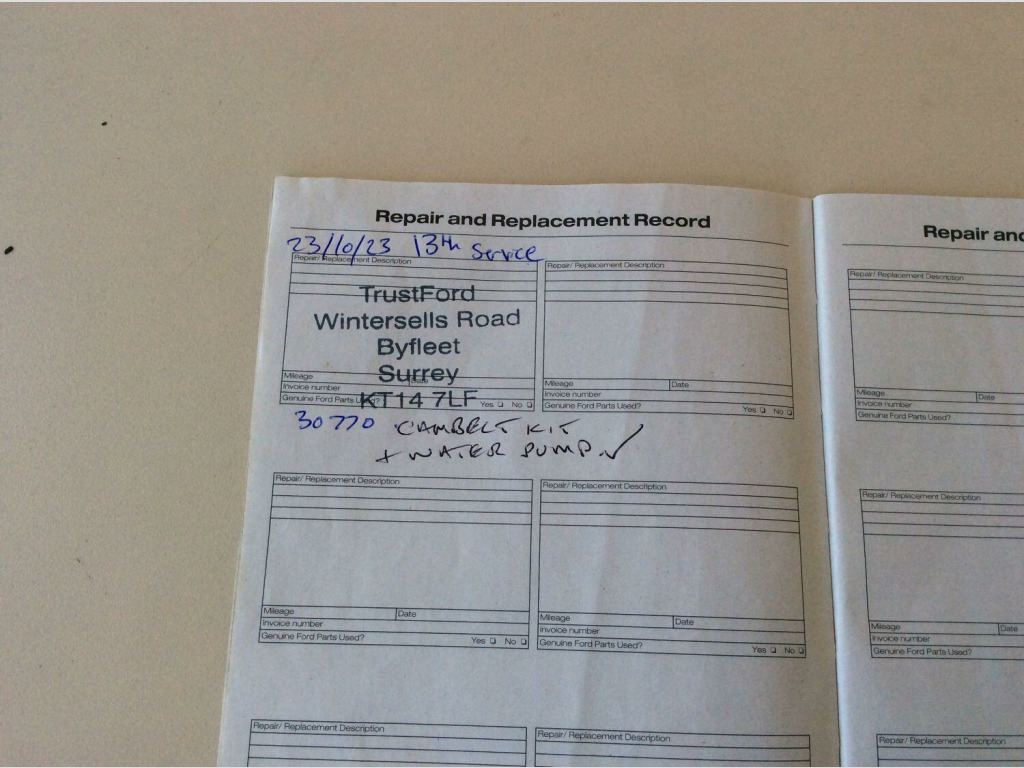 Repair and Replacement Record
23/10/23 13th Service
Repair/ Replacement Description
TrustFord
Wintersells Road
Byfleet
Surrey
KT14 7LF
Mileage
Date
Invoice number
Genuine Ford Parts Used?
Yes No
30770 CAMBELT KIT
+ WATER PUMP. ✓
Repair/ Replacement Description
Mileage Date
Invoice number
Genuine Ford Parts Used? Yes No
Repair/ Replacement Description
Mileage Date
Invoice number
Genuine Ford Parts Used? Yes No
Repair/ Replacement Description
Mileage Date
Invoice number
Genuine Ford Parts Used? Yes No
Repair/ Replacement Description
Repair/ Replacement Description
Repair and
Repair/ Replacement Description
Mileage Date
Invoice number
Genuine Ford Parts Used?
Repair/ Replacement Description
Mileage Date
Invoice number
Genuine Ford Parts Used?
Repair/ Replacement Description